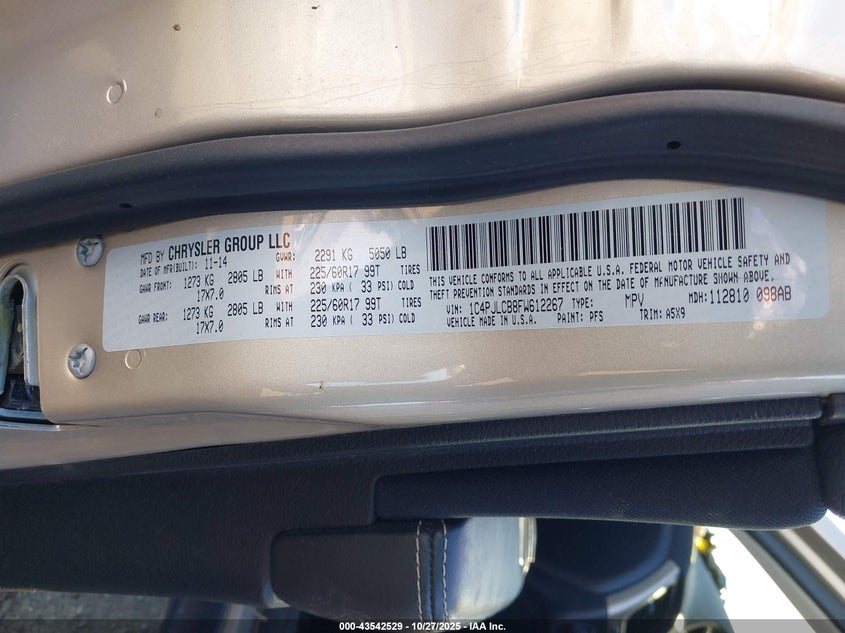 MFD BY CHRYSLER GROUP LLC
DATE OF MFR(BUILT): 11-14 GVWR: 2291 KG 5050 LB
GAWR FRONT: 1273 KG 2805 LB WITH 225/60R17 99T TIRES
17X7.0 RIMS AT 230 KPA ( 33 PSI) COLD
GAWR REAR: 1273 KG 2805 LB WITH 225/60R17 99T TIRES
17X7.0 RIMS AT 230 KPA ( 33 PSI) COLD
THIS VEHICLE CONFORMS TO ALL APPLICABLE U.S.A. FEDERAL MOTOR VEHICLE SAFETY AND
THEFT PREVENTION STANDARDS IN EFFECT ON THE DATE OF MANUFACTURE SHOWN ABOVE.
VIN: 1C4PJLCB8FW612267 TYPE: MPV MDH: 112810 098AB
VEHICLE MADE IN U.S.A. PAINT: PFS TRIM: A5X9
000-43542529 - 10/27/2025 - IAA Inc.